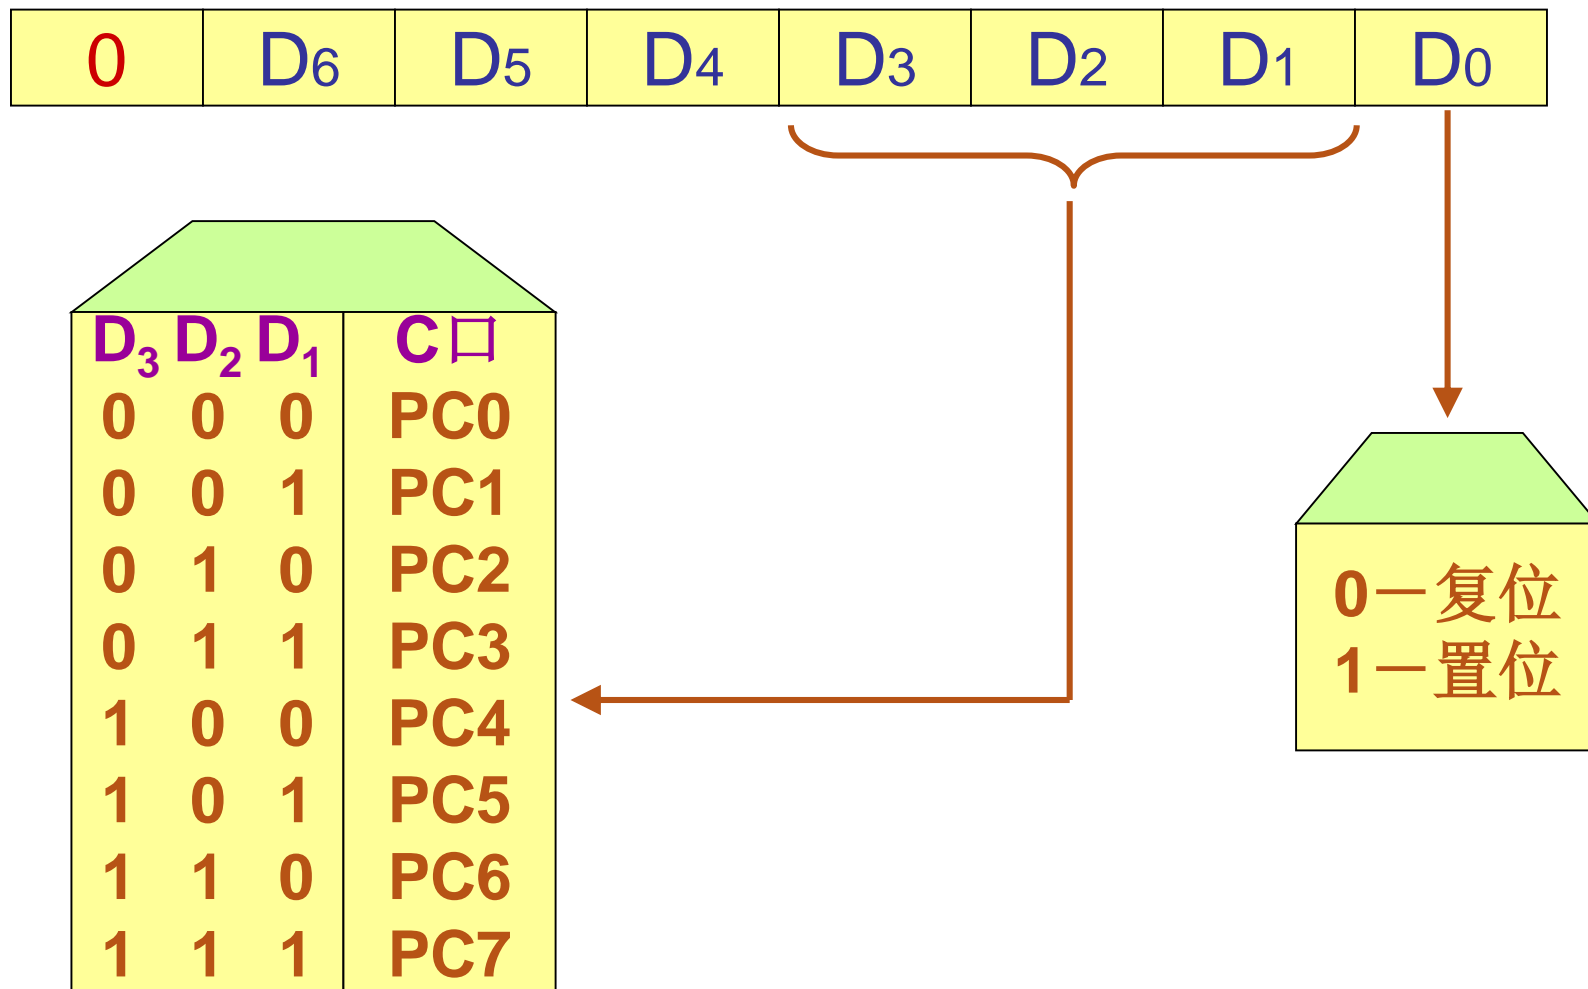 0 D6 D5 D4 D3 D2 D1 D0
D3 D2 D1 C口
0 0 0 PC0
0 0 1 PC1
0 1 0 PC2
0 1 1 PC3
1 0 0 PC4
1 0 1 PC5
1 1 0 PC6
1 1 1 PC7
0－复位
1－置位